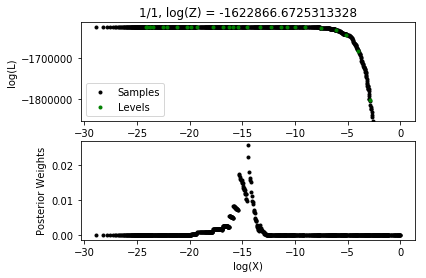 1/1, log(Z) = -1622866.6725313328
log(L)
−1700000
−1800000
Samples
Levels
−30 −25 −20 −15 −10 −5 0
Posterior Weights
0.02
0.01
0.00
−30 −25 −20 −15 −10 −5 0
log(X)